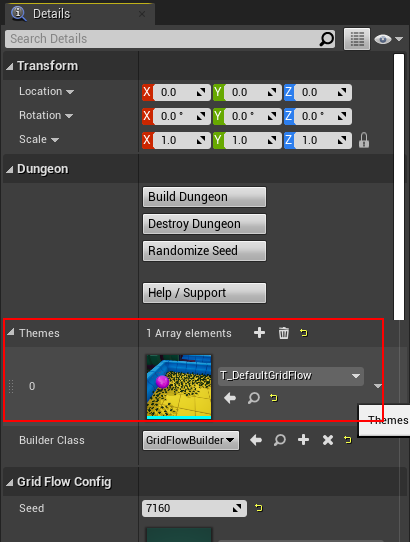 Details
Search Details
Transform
Location X 0.0 Y 0.0 Z 0.0
Rotation X 0.0 ° Y 0.0 ° Z 0.0 °
Scale X 1.0 Y 1.0 Z 1.0
Dungeon
Build Dungeon
Destroy Dungeon
Randomize Seed
Help / Support
Themes 1 Array elements
0 T_DefaultGridFlow
Themes
Builder Class GridFlowBuilder
Grid Flow Config
Seed 7160